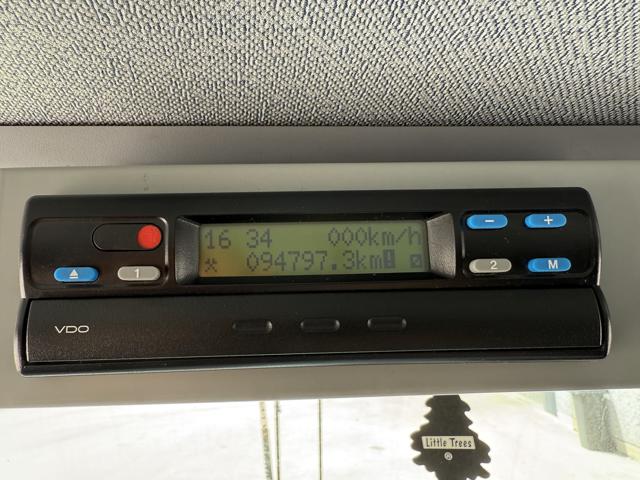 16 34 000km/h
094797.3km
1
2
M
- +
VDO
Little Trees
®